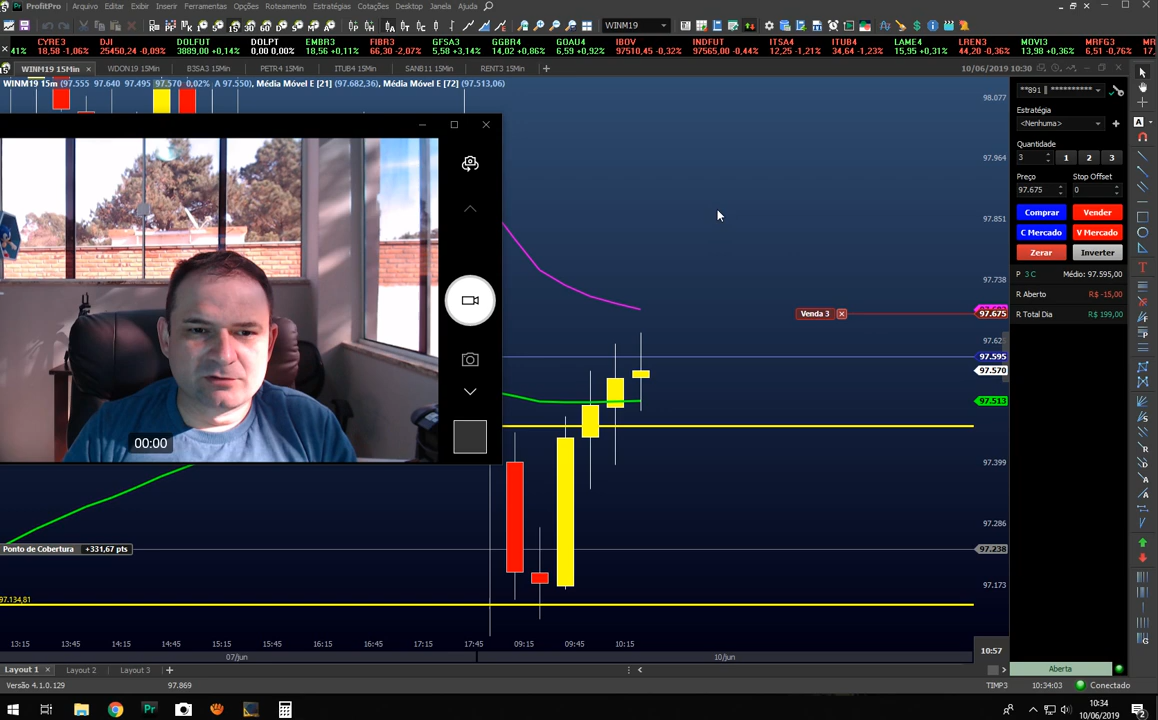 ProfitPro Arquivo Editar Exibir Inserir Ferramentas Opções Roteamento Estratégias Cotações Desktop Janela Ajuda
WINM19
CYRE3 DJI DOLFUT DOLPT EMBR3 FIBR3 GFSA3 GGBR4 GOAU4 IBOV INDFUT ITSA4 ITUB4 LAME4 LREN3 MOVI3 MRFG3 MR
41% 18,58 -1,06% 25450,24 -0,09% 3889,00 +0,14% 0,00 0,00% 18,56 +0,11% 66,30 -2,07% 5,58 +3,14% 14,02 +0,86% 6,59 +0,92% 97510,45 -0,32% 97565,00 -0,44% 12,25 -1,21% 32,64 -1,23% 15,95 +0,31% 44,20 -0,36% 13,98 +0,36% 6,51 -0,76% 13,
WINM19 15Min WDON19 15Min B3SA3 15Min PETR4 15Min ITUB4 15Min SANB11 15Min RENT3 15Min 10/06/2019 10:30
WINM19 15m (97.555 97.640 97.495 97.570 0,02% A 97.550), Média Móvel E [21] (97.682,36), Média Móvel E [72] (97.513,06)
98.077
97.964
97.851
97.738
97.675
97.595
97.570
97.513
97.399
97.286
97.238
97.173
Venda 3
00:00
Ponto de Cobertura +331,67 pts
97.134,81
13:15 13:45 14:15 14:45 15:15 15:45 16:15 16:45 17:45 09:15 09:45 10:15
07/jun 10/jun
10:57
**891 || **********
Estratégia
<Nenhuma>
Quantidade
3 1 2 3
Preço Stop Offset
97.675 0
Comprar Vender
C Mercado V Mercado
Zerar Inverter
P 3 C Médio: 97.595,00
R Aberto R$ -15,00
R Total Dia R$ 199,00
Layout 1 Layout 2 Layout 3
Aberta
Versão 4.1.0.129 97.869 TIMP3 10:34:03 Conectado
10:34
10/06/2019